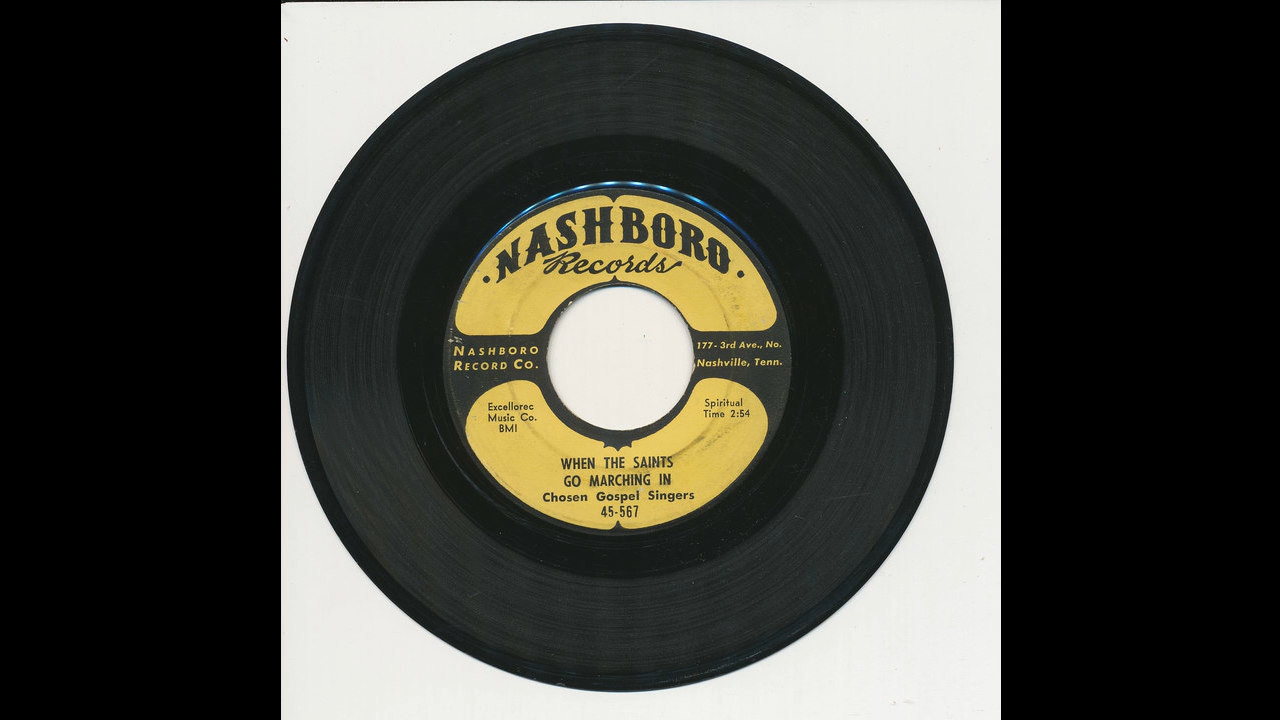 NASHBORO
Records
NASHBORO
RECORD CO.
177-3rd Ave., No.
Nashville, Tenn.
Excellorec
Music Co.
BMI
Spiritual
Time 2:54
WHEN THE SAINTS
GO MARCHING IN
Chosen Gospel Singers
45-567